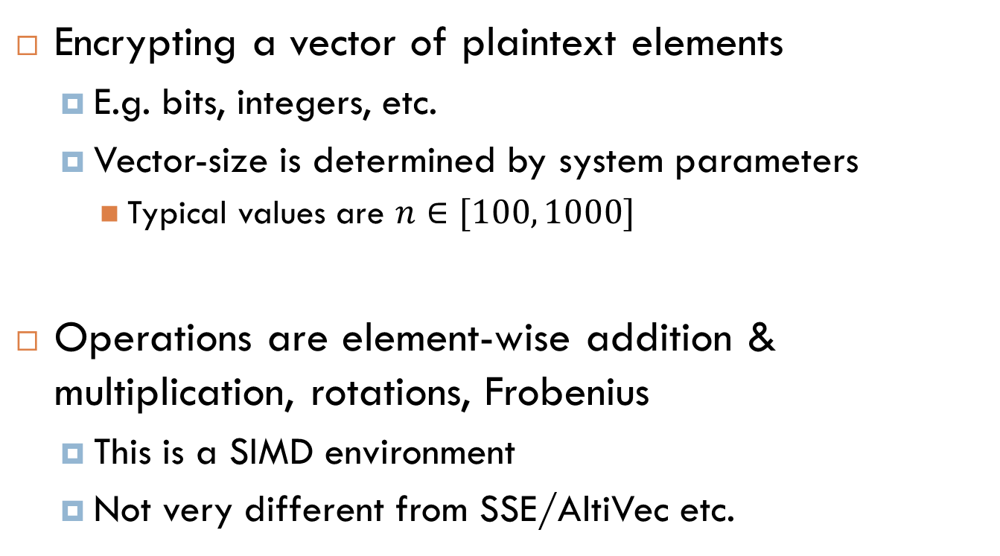 Encrypting a vector of plaintext elements
E.g. bits, integers, etc.
Vector-size is determined by system parameters
Typical values are n ∈ [100, 1000]
Operations are element-wise addition &
multiplication, rotations, Frobenius
This is a SIMD environment
Not very different from SSE/AltiVec etc.